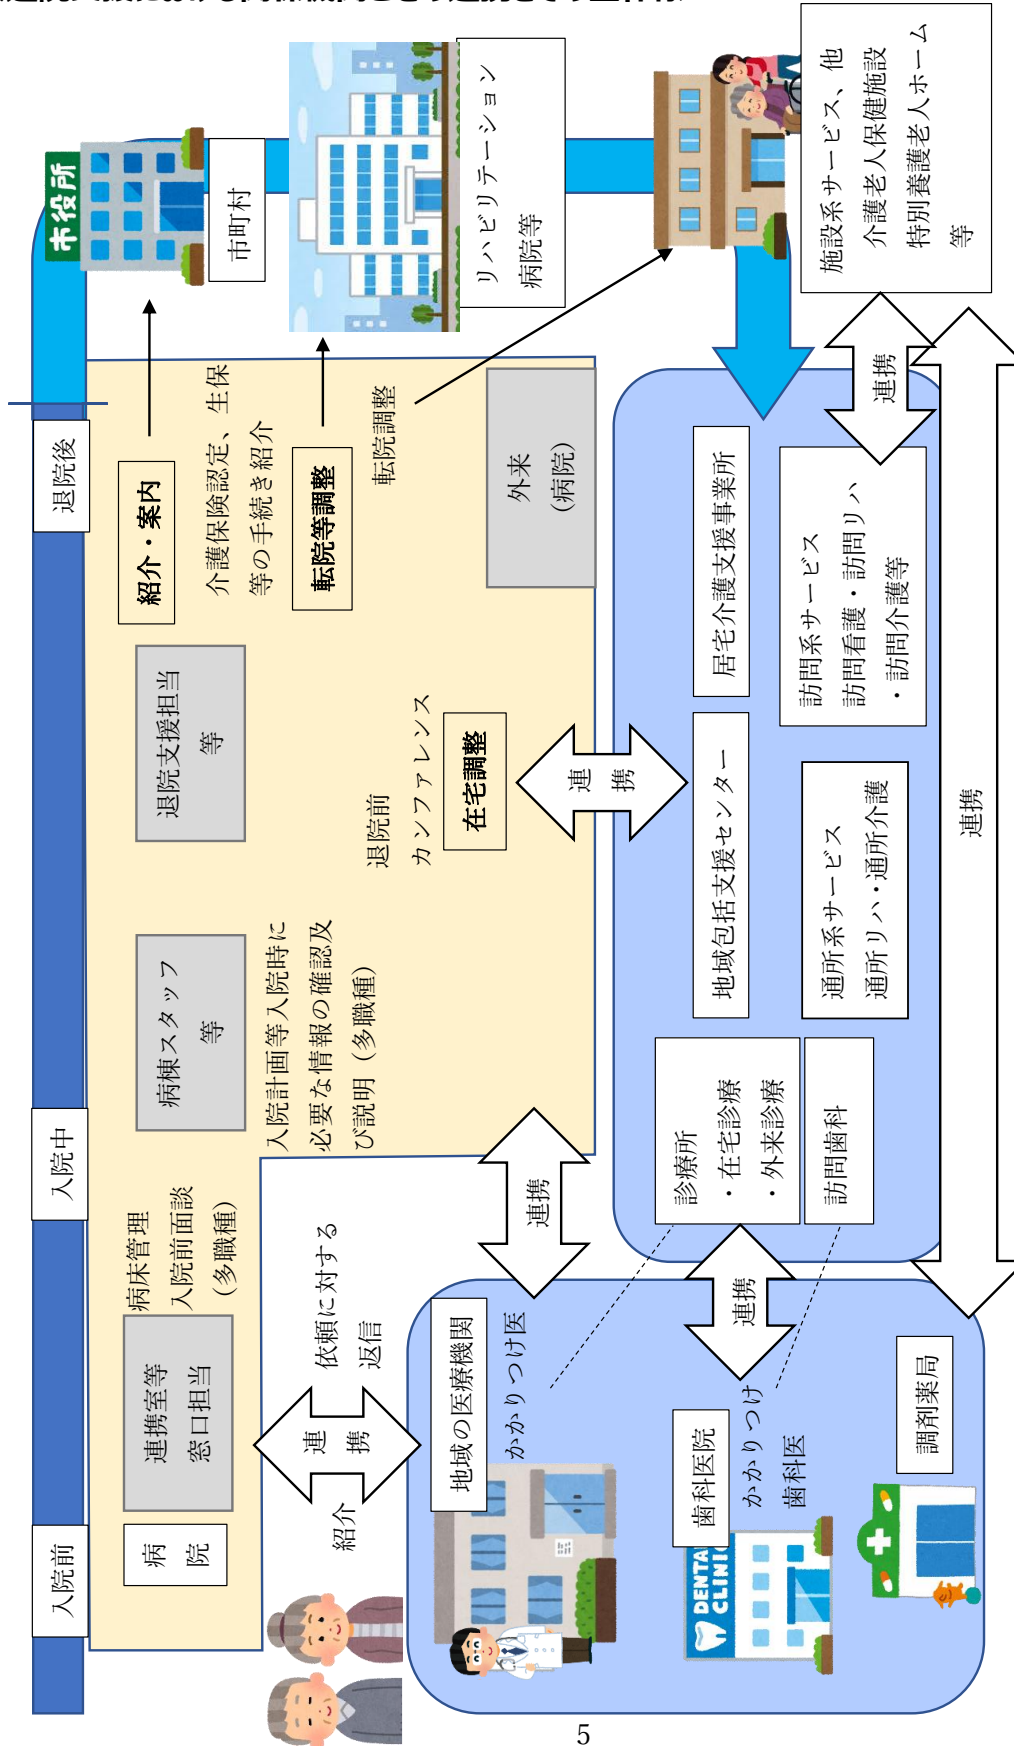 入院前
入院中
退院後
病
院
連携室等
窓口担当
病床管理
入院前面談
(多職種)
病棟スタッフ
等
入院計画等入院時に
必要な情報の確認及
び説明（多職種）
退院支援担当
等
退院前
カンファレンス
在宅調整
紹介・案内
介護保険認定、生保
等の手続き紹介
転院等調整
転院調整
外来
(病院)
市役所
市町村
リハビリテーション
病院等
施設系サービス、他
介護老人保健施設
特別養護老人ホーム
等
紹介
連
携
依頼に対する
返信
連携
連
携
連携
連携
連携
地域の医療機関
かかりつけ医
DENTA
CLINIC
歯科医院
かかりつけ
歯科医
調剤薬局
診療所
・在宅診療
・外来診療
訪問歯科
地域包括支援センター
居宅介護支援事業所
通所系サービス
通所リハ・通所介護
訪問系サービス
訪問看護・訪問リハ
・訪問介護等
5